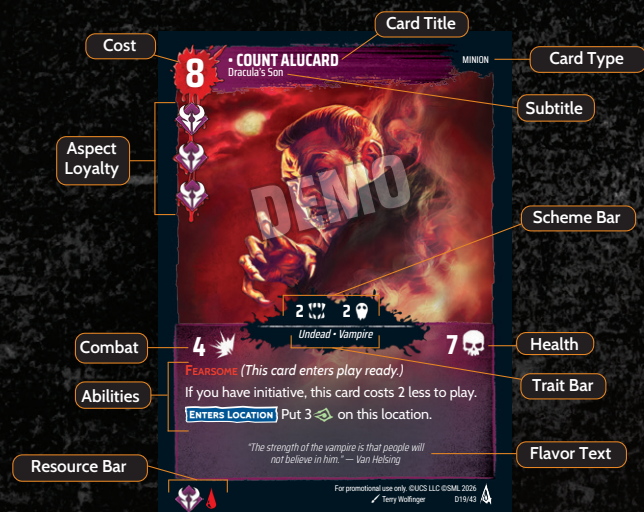 Card Title
Cost
8
• COUNT ALUCARD
Dracula's Son
MINION
Card Type
Subtitle
Aspect
Loyalty
DEMO
Scheme Bar
2 2
Undead • Vampire
Combat
4
7
Health
Trait Bar
Abilities
FEARSOME (This card enters play ready.)
If you have initiative, this card costs 2 less to play.
ENTERS LOCATION Put 3 on this location.
"The strength of the vampire is that people will
not believe in him." — Van Helsing
Flavor Text
Resource Bar
For promotional use only. ©UCS LLC ©SML 2026
Terry Wolfinger D19/43